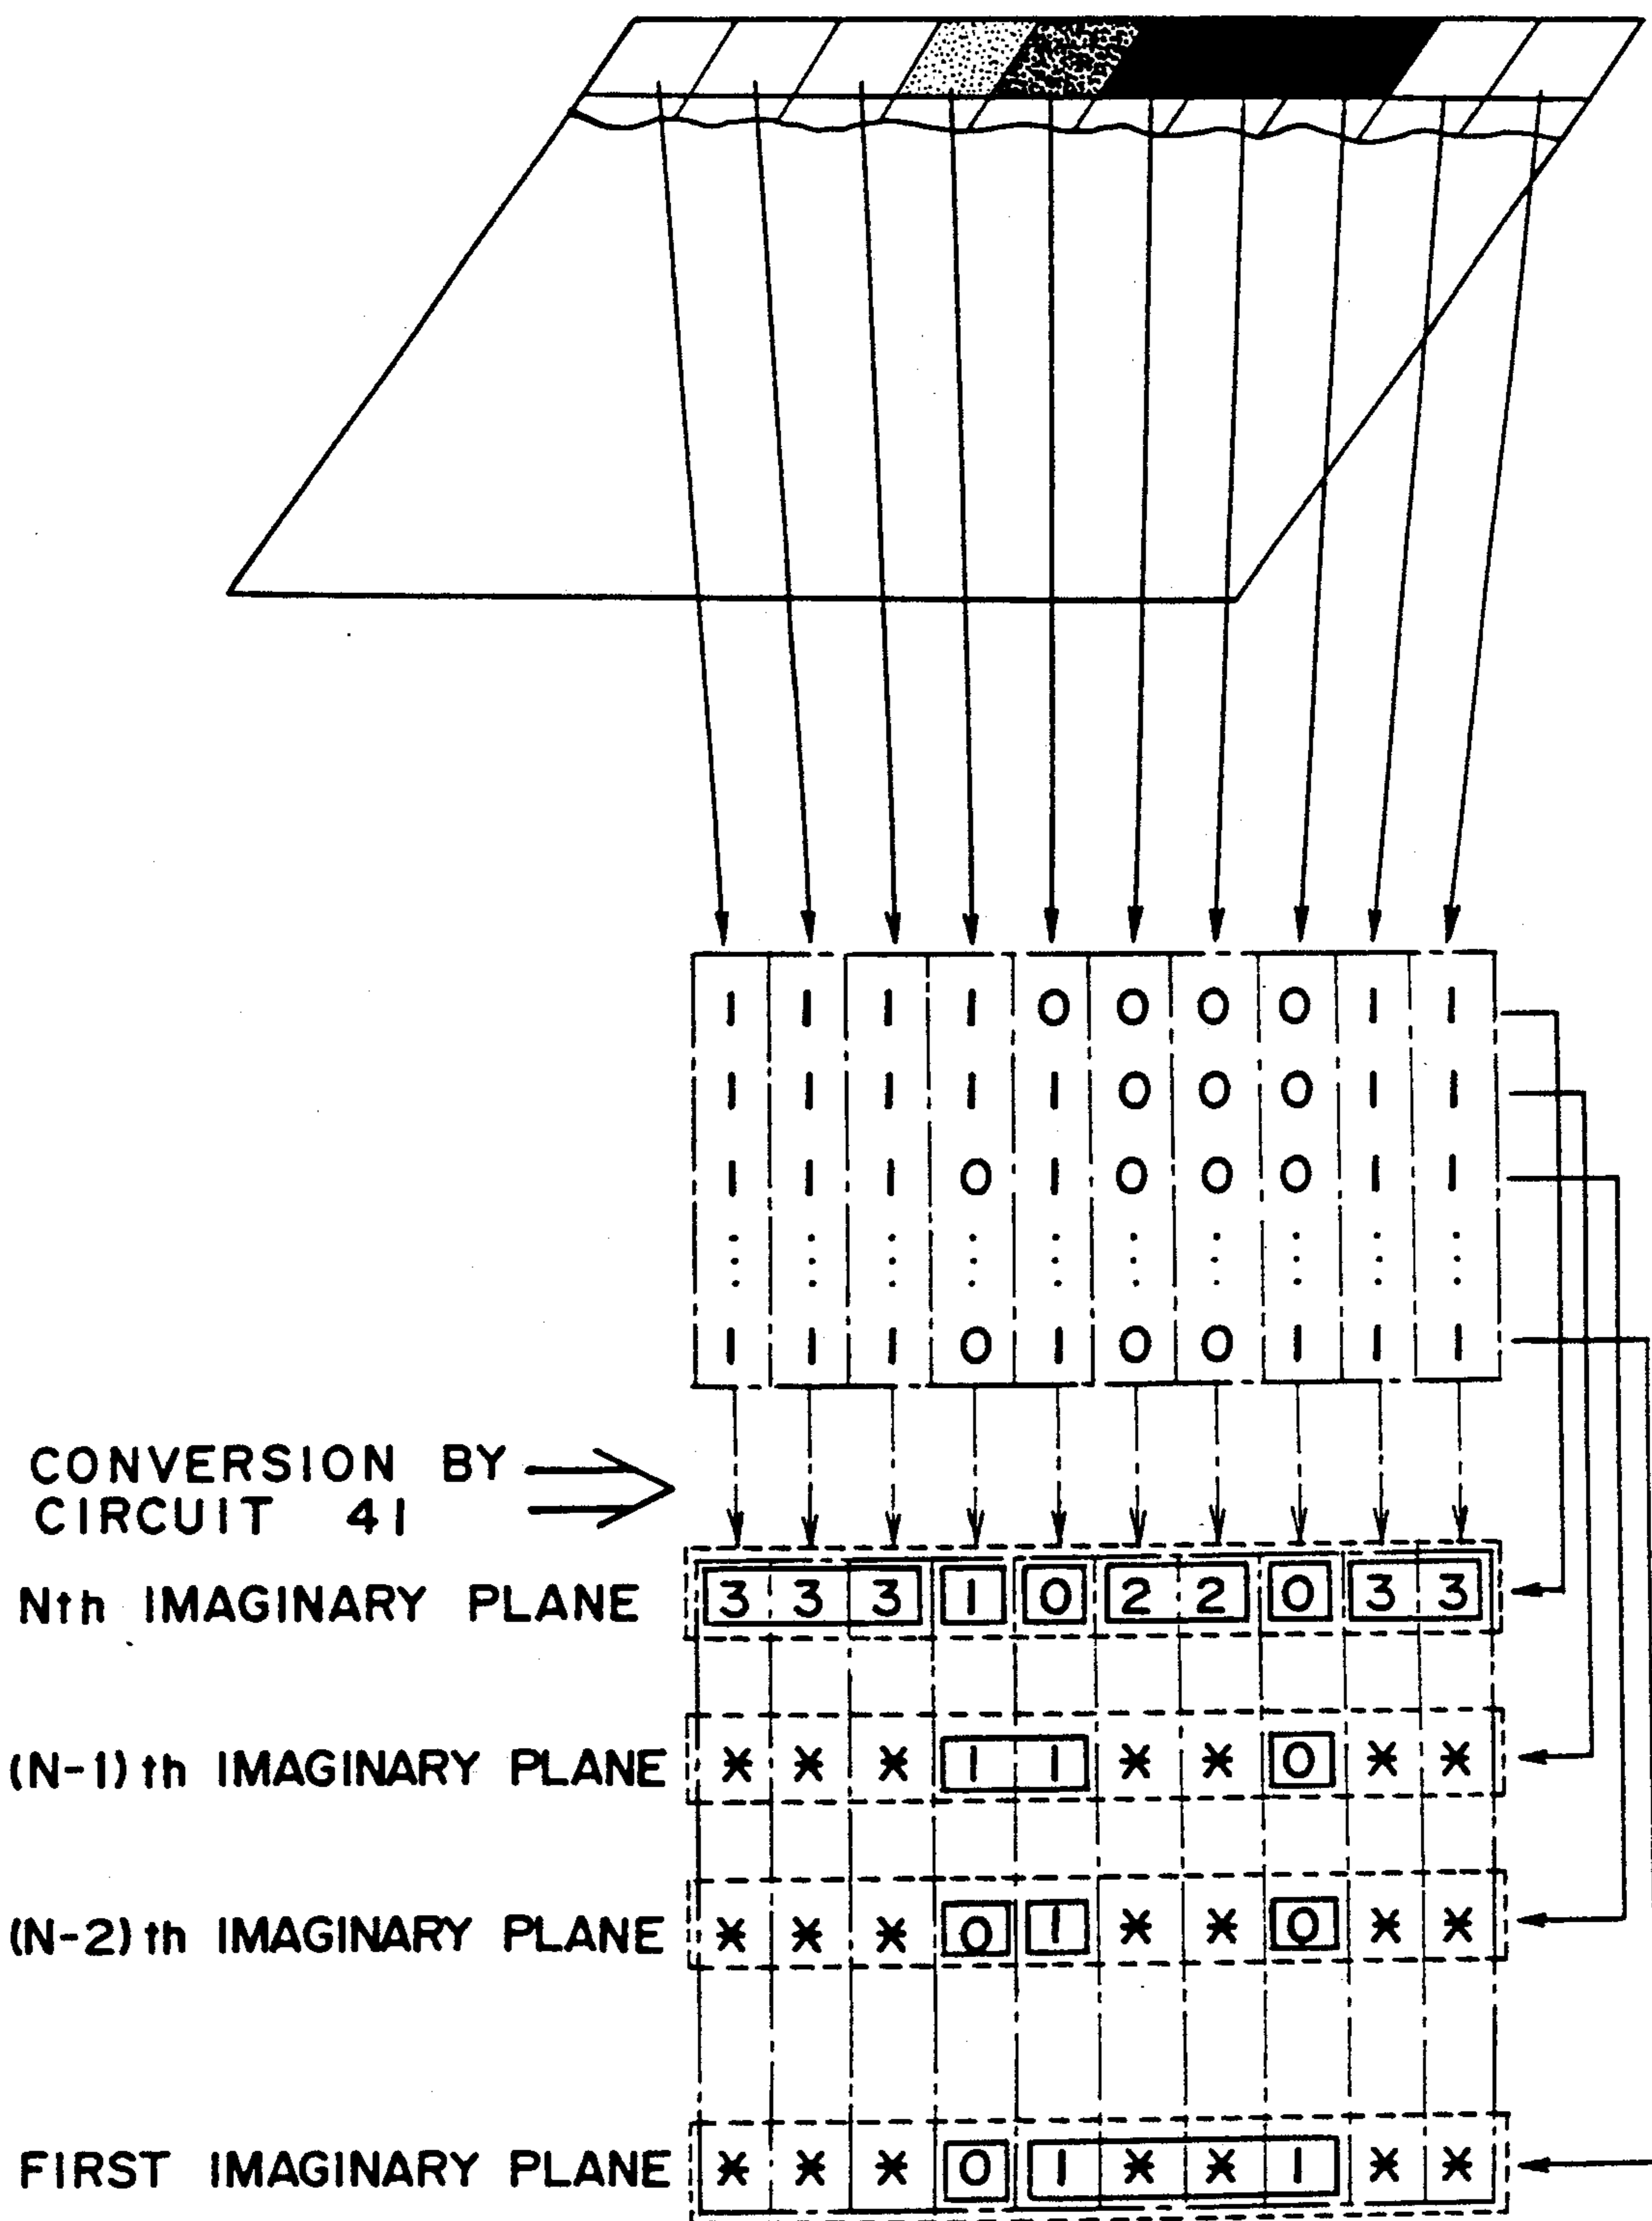 1 1 1 1 0 0 0 0 1 1
1 1 1 1 1 0 0 0 1 1
1 1 1 0 1 0 0 0 1 1
1 1 1 0 1 0 0 1 1 1
CONVERSION BY
CIRCUIT 41
Nth IMAGINARY PLANE 3 3 3 1 0 2 2 0 3 3
(N-1)th IMAGINARY PLANE * * * 1 1 * * 0 * *
(N-2)th IMAGINARY PLANE * * * 0 1 * * 0 * *
FIRST IMAGINARY PLANE * * * 0 1 * * 1 * *